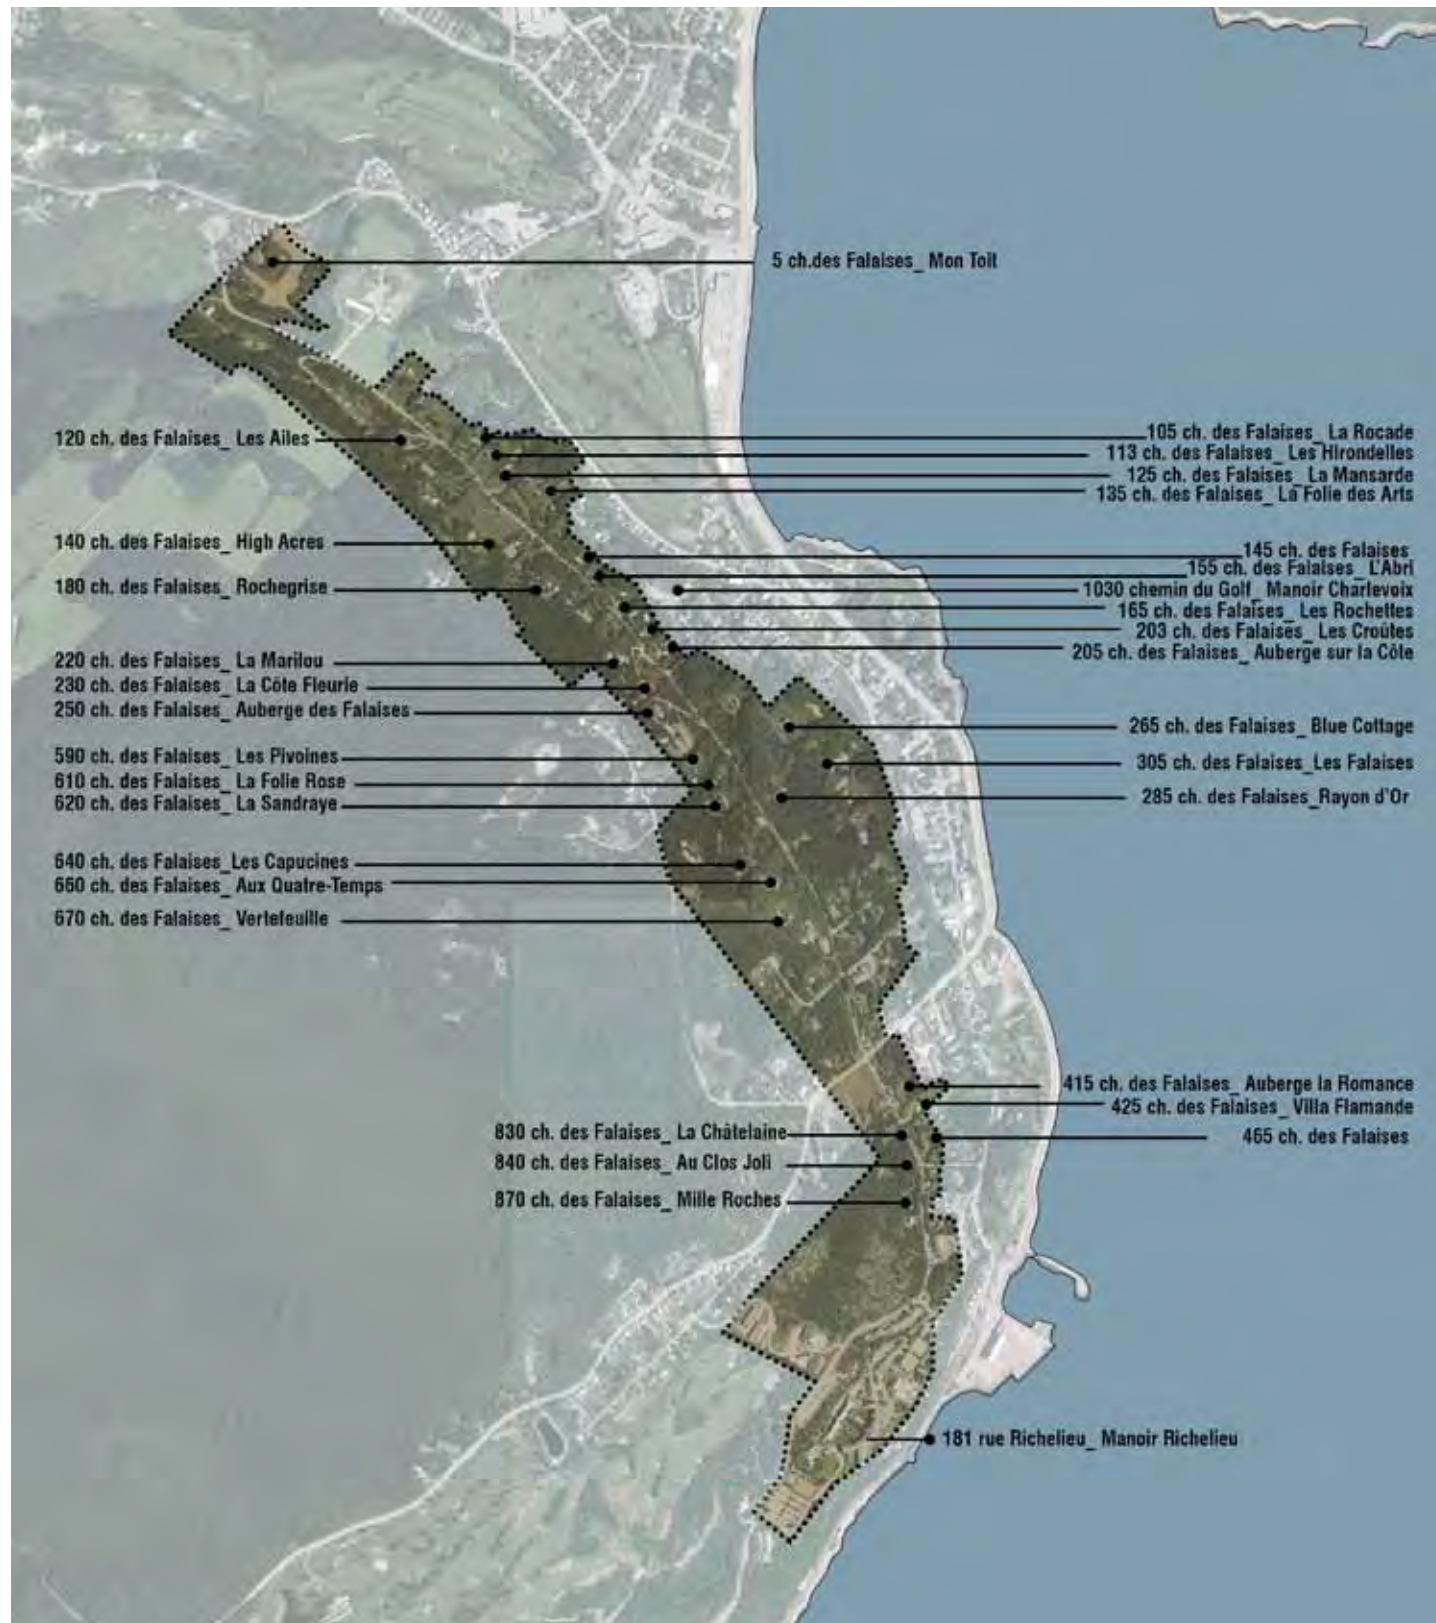 5 ch.des Falaises_ Mon Toit
120 ch. des Falaises_ Les Ailes
140 ch. des Falaises_ High Acres
180 ch. des Falaises_ Rochegrise
220 ch. des Falaises_ La Marilou
230 ch. des Falaises_ La Côte Fleurie
250 ch. des Falaises_ Auberge des Falaises
590 ch. des Falaises_ Les Pivoines
610 ch. des Falaises_ La Folie Rose
620 ch. des Falaises_ La Sandraye
640 ch. des Falaises_Les Capucines
660 ch. des Falaises_ Aux Quatre-Temps
670 ch. des Falaises_ Vertefeuille
105 ch. des Falaises_ La Rocade
113 ch. des Falaises_ Les Hirondelles
125 ch. des Falaises_ La Mansarde
135 ch. des Falaises_ La Folie des Arts
145 ch. des Falaises
155 ch. des Falaises_ L'Abri
1030 chemin du Golf_ Manoir Charlevoix
165 ch. des Falaises_ Les Rochettes
203 ch. des Falaises_ Les Croûtes
205 ch. des Falaises_ Auberge sur la Côte
265 ch. des Falaises_ Blue Cottage
305 ch. des Falaises_Les Falaises
285 ch. des Falaises_Rayon d'Or
415 ch. des Falaises_ Auberge la Romance
425 ch. des Falaises_ Villa Flamande
465 ch. des Falaises
830 ch. des Falaises_ La Châtelaine
840 ch. des Falaises_ Au Clos Joli
870 ch. des Falaises_ Mille Roches
181 rue Richelieu_ Manoir Richelieu